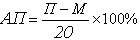 АП = (П − М) / 2О × 100%